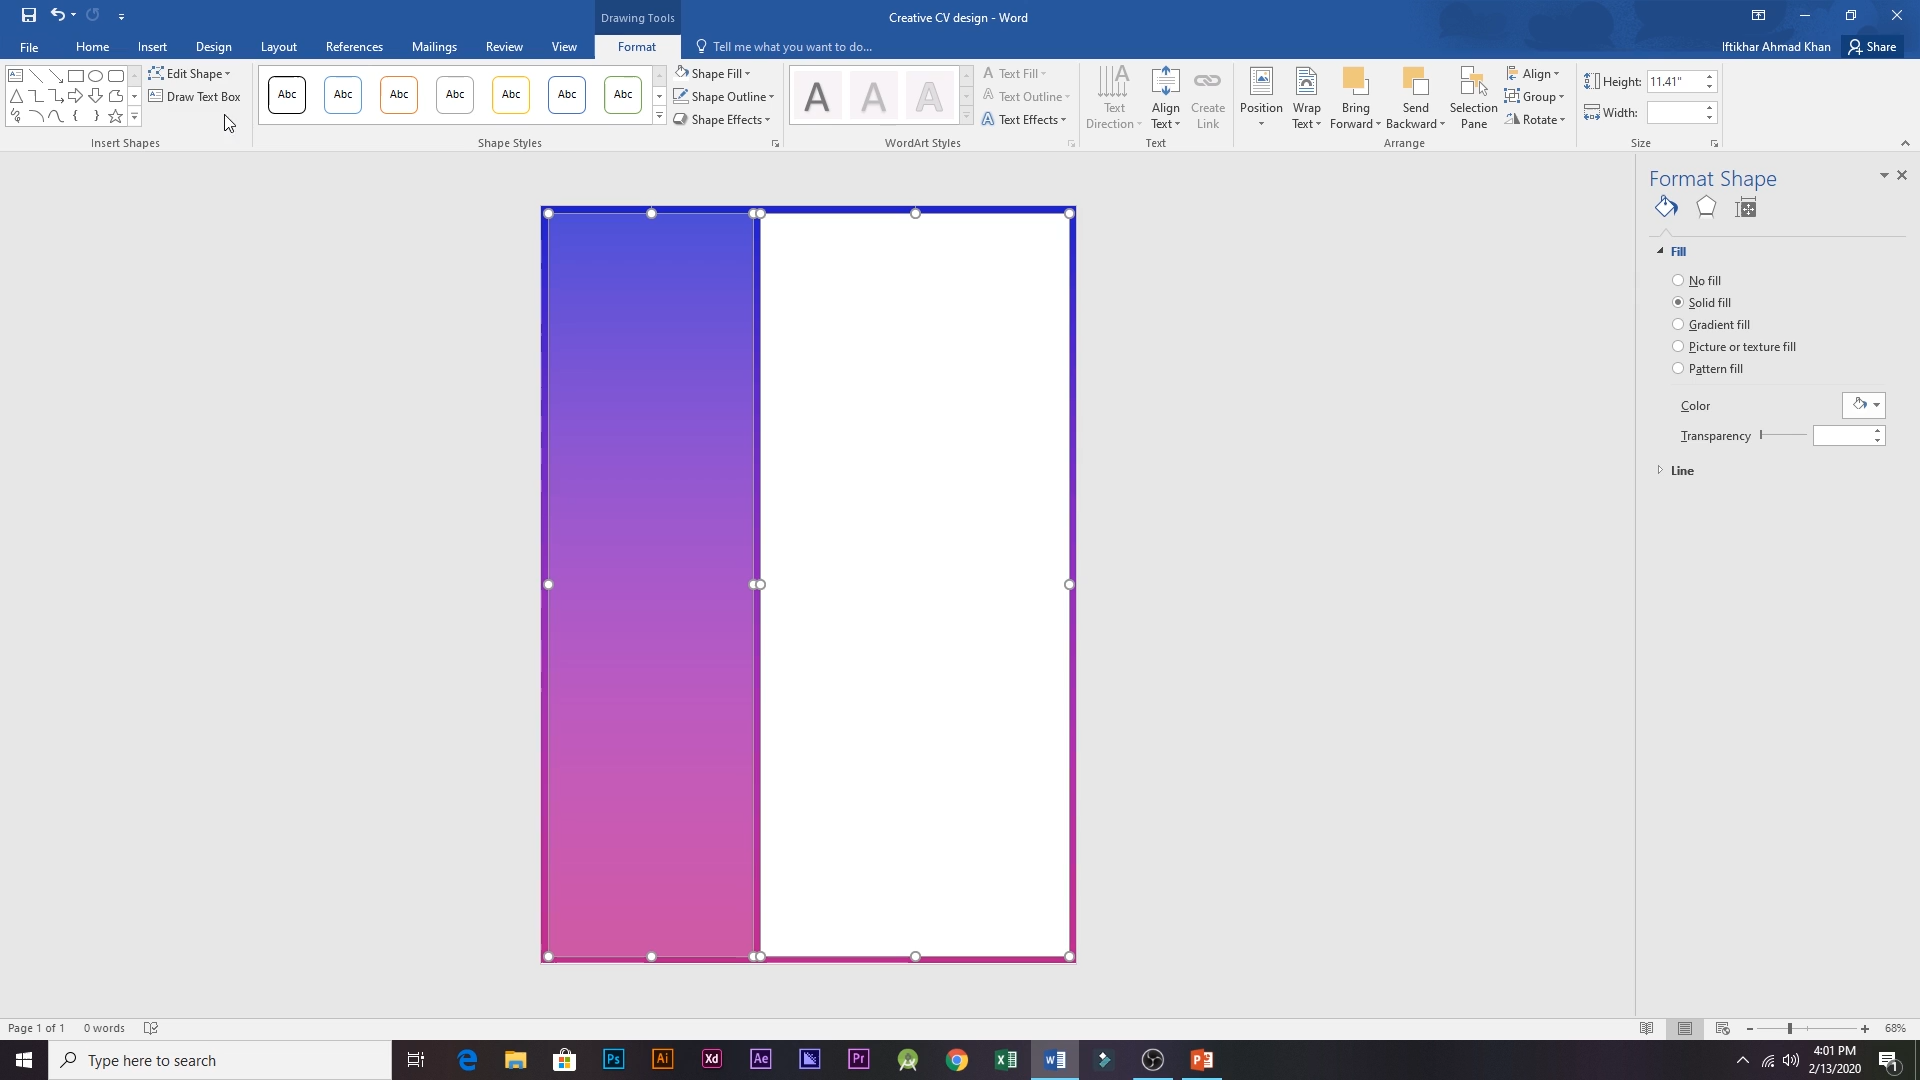 Drawing Tools
Creative CV design - Word
File
Home
Insert
Design
Layout
References
Mailings
Review
View
Format
Tell me what you want to do...
Iftikhar Ahmad Khan
Share
Edit Shape
Draw Text Box
Insert Shapes
Abc
Abc
Abc
Abc
Abc
Abc
Abc
Shape Fill
Shape Outline
Shape Effects
Shape Styles
A
A
A
Text Fill
Text Outline
Text Effects
WordArt Styles
Text Direction
Align Text
Create Link
Text
Position
Wrap Text
Bring Forward
Send Backward
Selection Pane
Align
Group
Rotate
Arrange
Height: 11.41"
Width:
Size
Format Shape
Fill
No fill
Solid fill
Gradient fill
Picture or texture fill
Pattern fill
Color
Transparency
Line
Page 1 of 1
0 words
68%
Type here to search
Ps
Ai
Xd
Ae
Pr
4:01 PM
2/13/2020
1